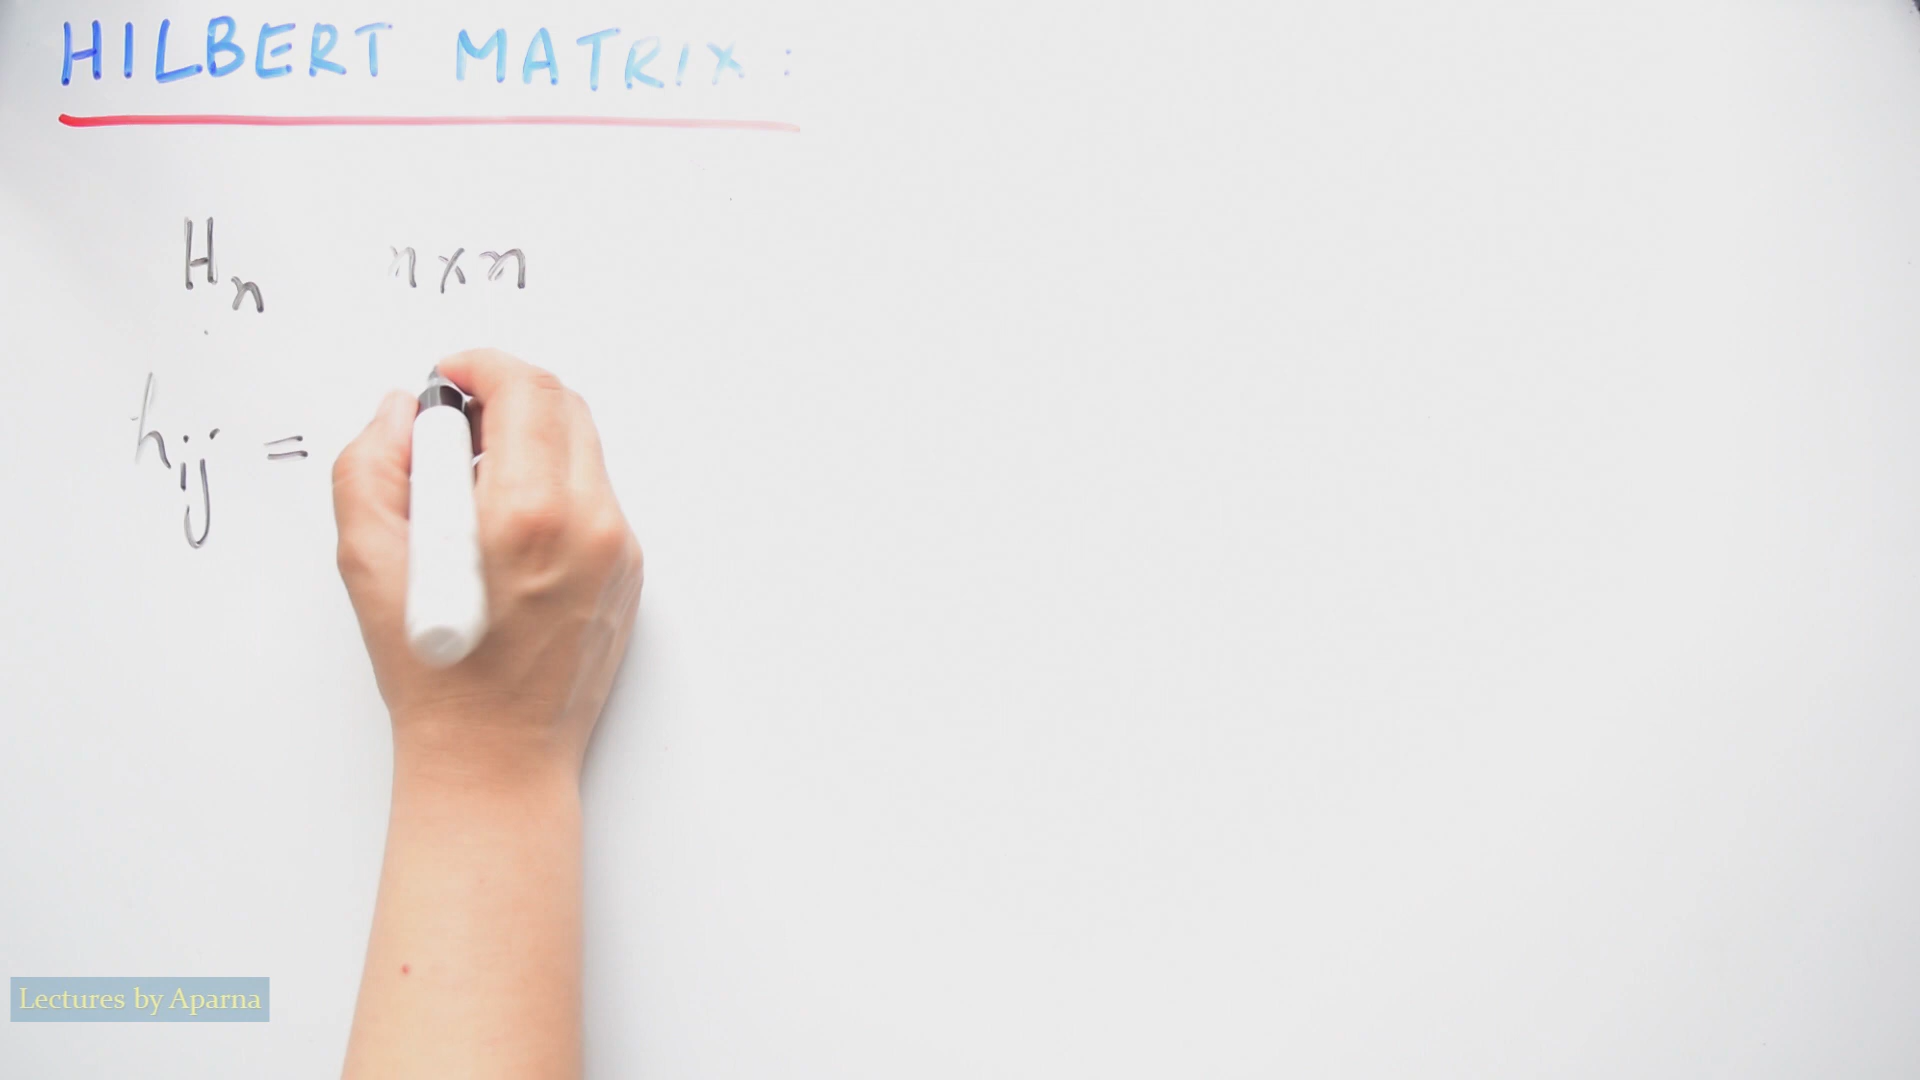 HILBERT MATRIX:
Hn n×n
hij =
Lectures by Aparna